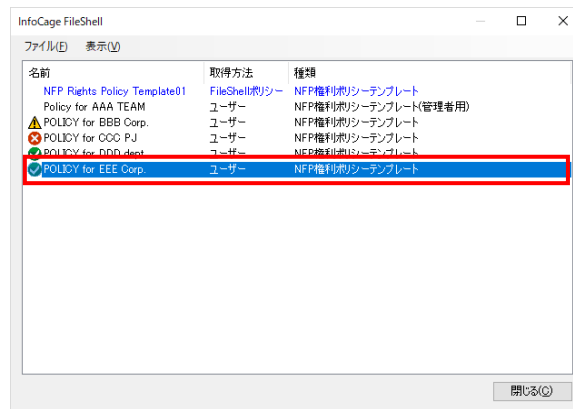 InfoCage FileShell
ファイル(F) 表示(V)
名前 取得方法 種類
NFP Rights Policy Template01 FileShellポリシー NFP権利ポリシーテンプレート
Policy for AAA TEAM ユーザー NFP権利ポリシーテンプレート(管理者用)
POLICY for BBB Corp. ユーザー NFP権利ポリシーテンプレート
POLICY for CCC PJ ユーザー NFP権利ポリシーテンプレート
POLICY for DDD dept ユーザー NFP権利ポリシーテンプレート
POLICY for EEE Corp. ユーザー NFP権利ポリシーテンプレート
閉じる(C)